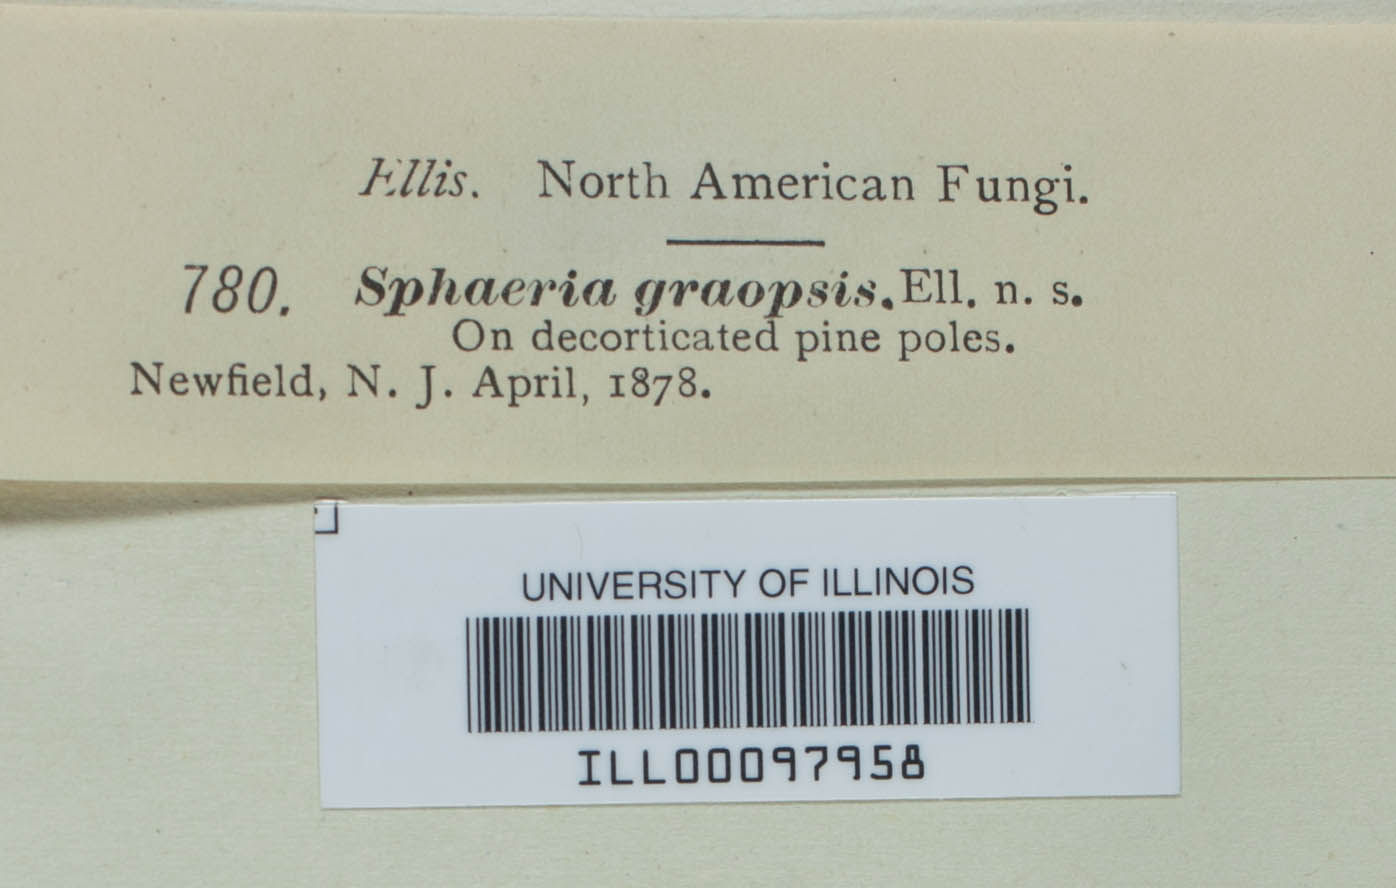 Ellis. North American Fungi.
780. Sphaeria graopsis. Ell. n. s.
On decorticated pine poles.
Newfield, N. J. April, 1878.
UNIVERSITY OF ILLINOIS
ILL00097958